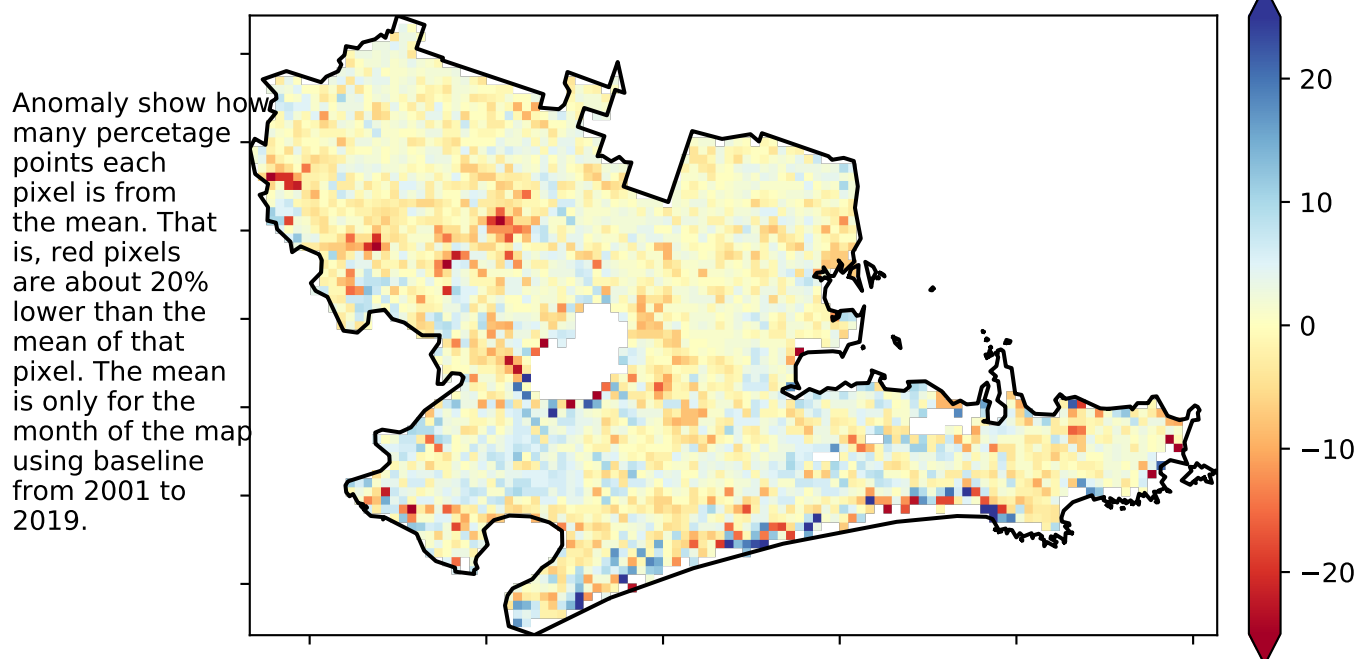 Anomaly show how
many percetage
points each
pixel is from
the mean. That
is, red pixels
are about 20%
lower than the
mean of that
pixel. The mean
is only for the
month of the map
using baseline
from 2001 to
2019.
20
10
0
−10
−20